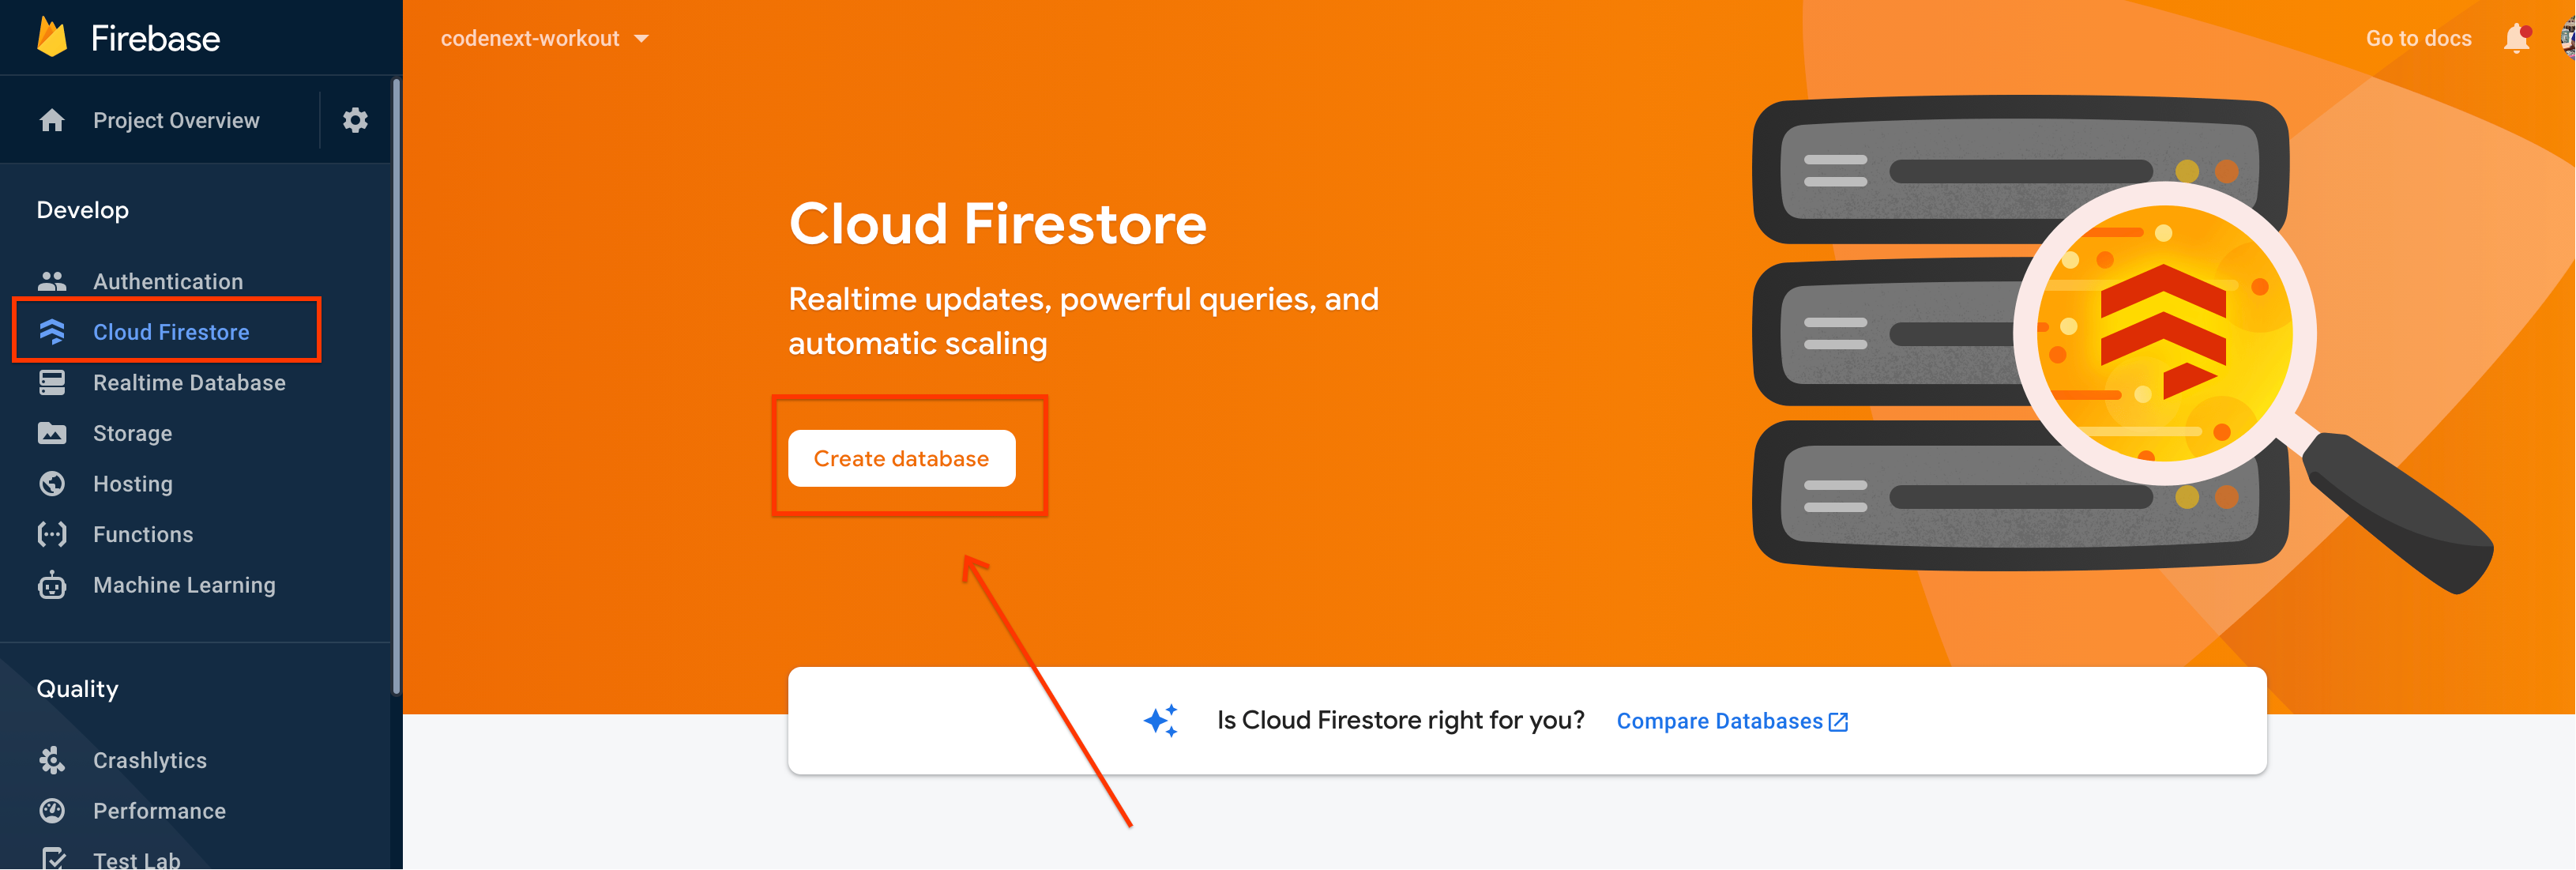 Firebase
Project Overview
Develop
Authentication
Cloud Firestore
Realtime Database
Storage
Hosting
Functions
Machine Learning
Quality
Crashlytics
Performance
Test Lab
codenext-workout
Go to docs
Cloud Firestore
Realtime updates, powerful queries, and
automatic scaling
Create database
Is Cloud Firestore right for you? Compare Databases